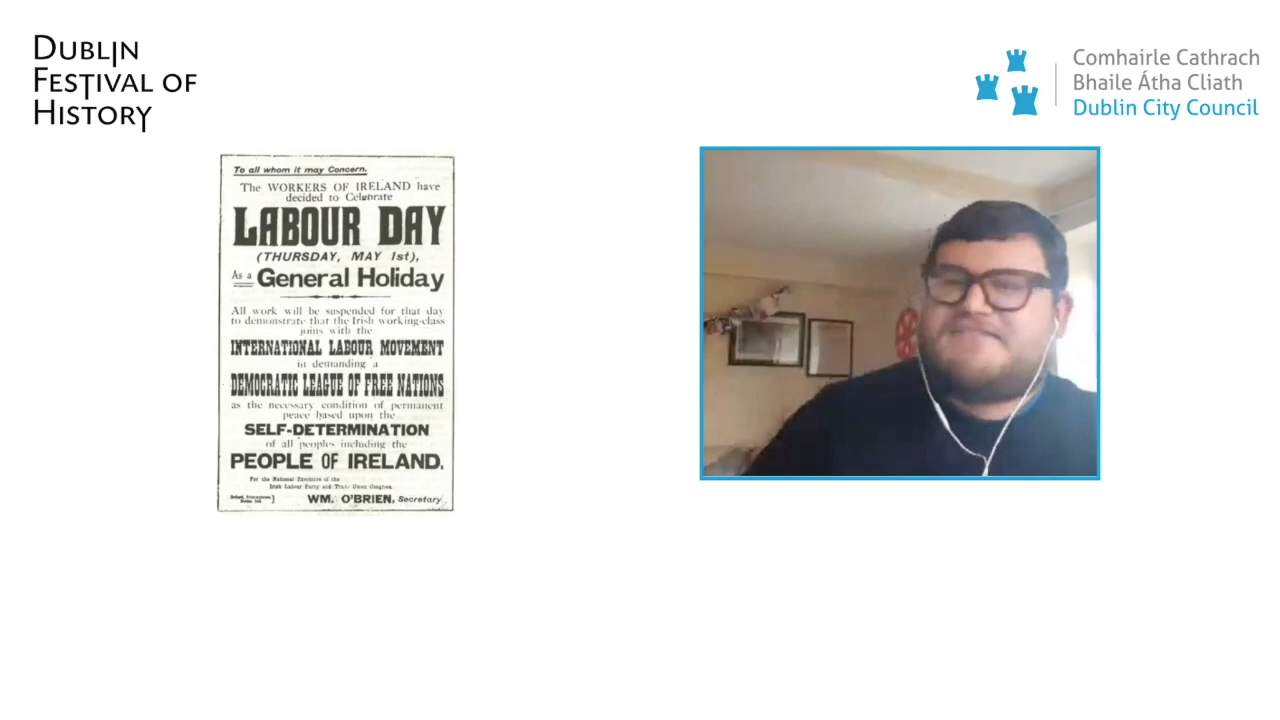 DUBLIN
FESTIVAL OF
HISTORY
Comhairle Cathrach
Bhaile Átha Cliath
Dublin City Council
To all whom it may Concern.
The WORKERS OF IRELAND have
decided to Celebrate
LABOUR DAY
(THURSDAY, MAY 1st),
As a General Holiday
All work will be suspended for that day
to demonstrate that the Irish working-class
joins with the
INTERNATIONAL LABOUR MOVEMENT
in demanding a
DEMOCRATIC LEAGUE OF FREE NATIONS
as the necessary condition of permanent
peace based upon the
SELF-DETERMINATION
of all peoples including the
PEOPLE OF IRELAND.
For the National Executive of the
Irish Labour Party and Trade Union Congress,
WM. O'BRIEN, Secretary.